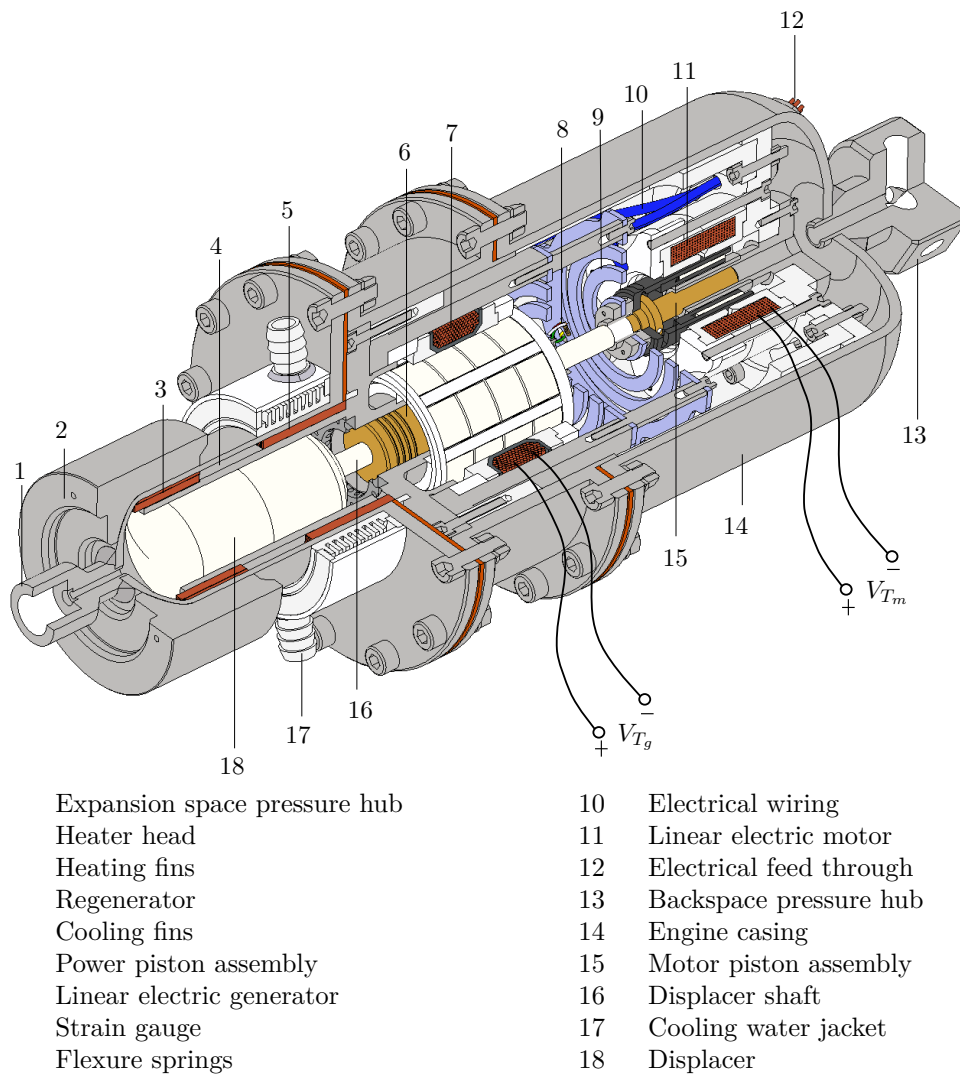 12
11
10
9
8
7
6
5
4
3
2
1
13
14
15
16
17
18
−
+
V_{T_m}
−
+
V_{T_g}
Expansion space pressure hub
Heater head
Heating fins
Regenerator
Cooling fins
Power piston assembly
Linear electric generator
Strain gauge
Flexure springs
10 Electrical wiring
11 Linear electric motor
12 Electrical feed through
13 Backspace pressure hub
14 Engine casing
15 Motor piston assembly
16 Displacer shaft
17 Cooling water jacket
18 Displacer